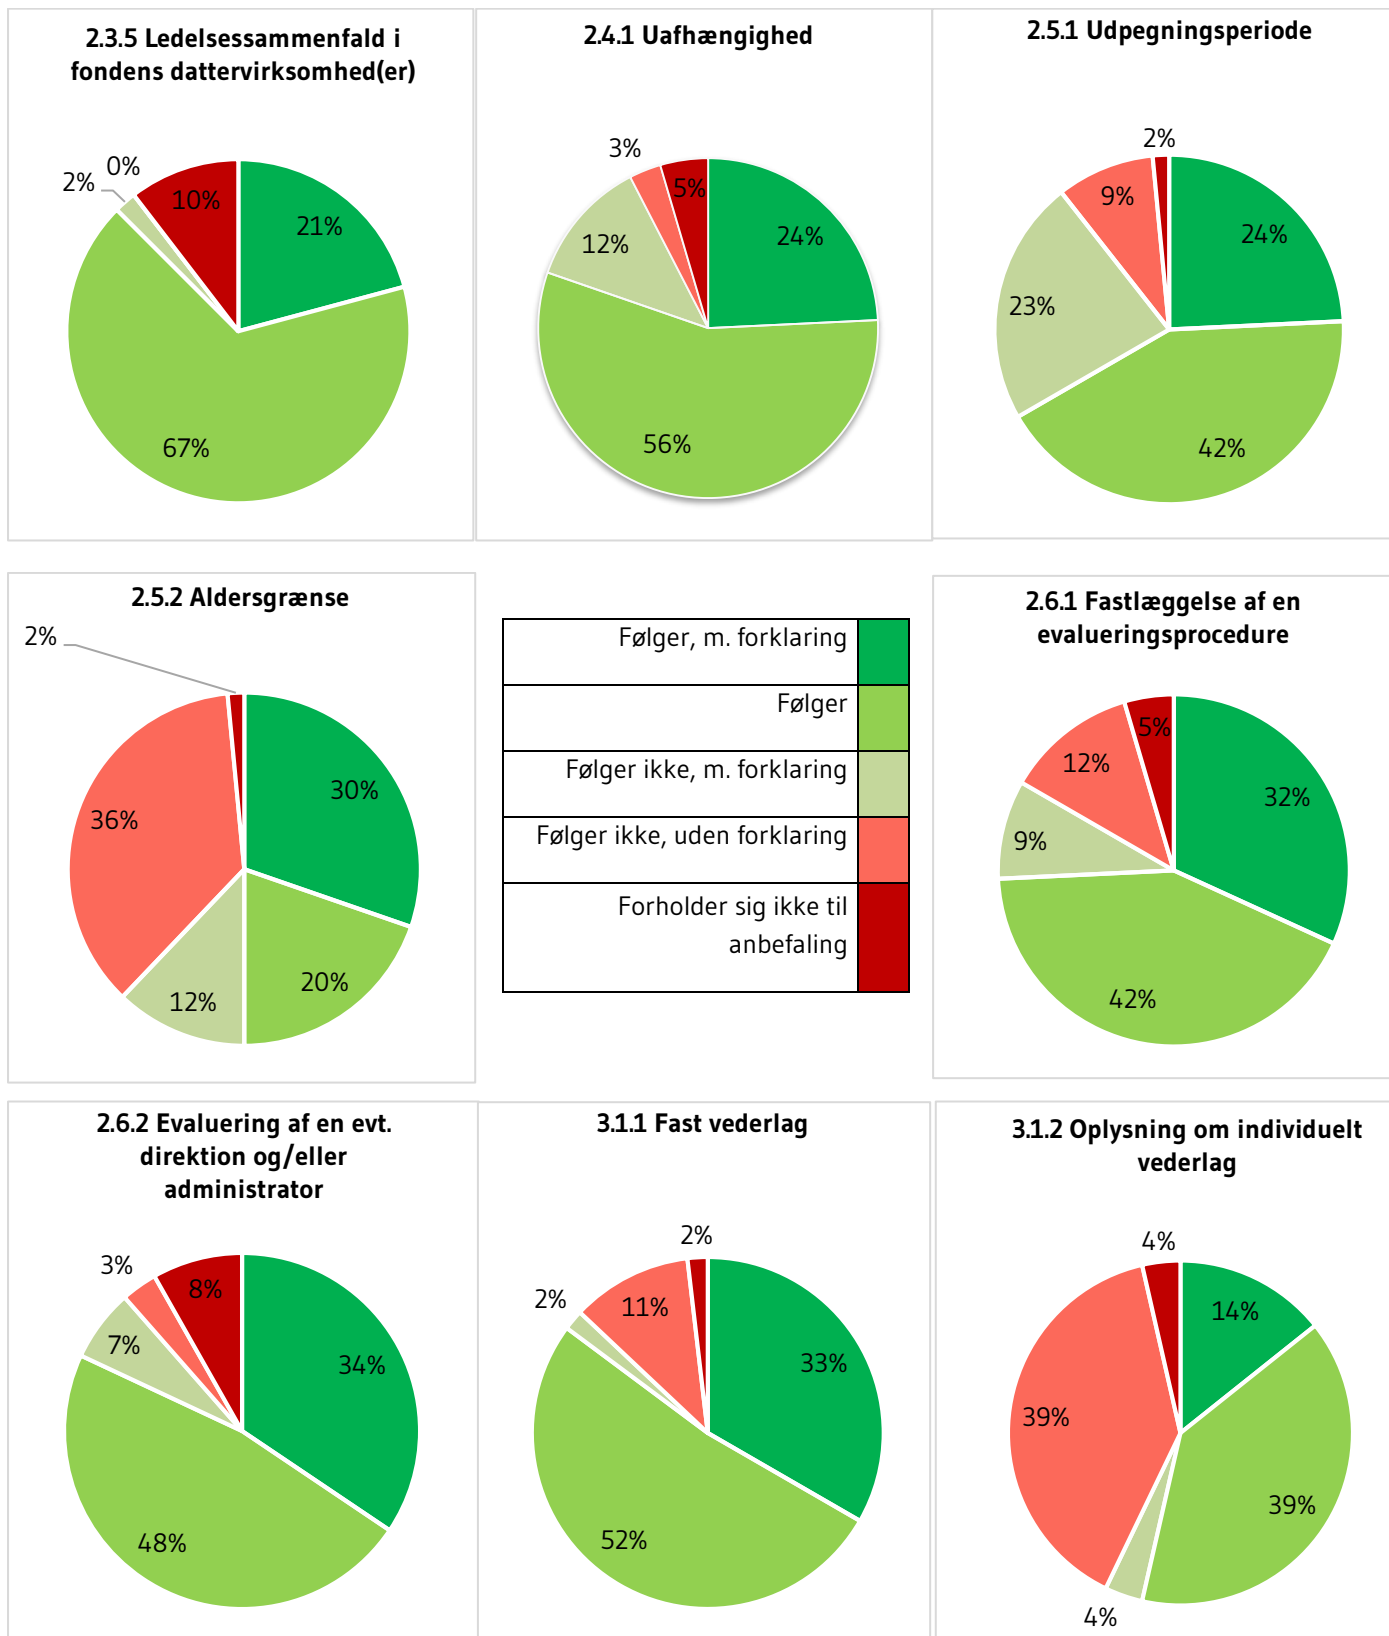 2.3.5 Ledelsessammenfald i
fondens dattervirksomhed(er)
0%
2%
10%
21%
67%
2.4.1 Uafhængighed
3%
5%
24%
12%
56%
2.5.1 Udpegningsperiode
2%
9%
24%
23%
42%
2.5.2 Aldersgrænse
2%
30%
36%
20%
12%
Følger, m. forklaring
Følger
Følger ikke, m. forklaring
Følger ikke, uden forklaring
Forholder sig ikke til
anbefaling
2.6.1 Fastlæggelse af en
evalueringsprocedure
5%
12%
32%
9%
42%
2.6.2 Evaluering af en evt.
direktion og/eller
administrator
3%
8%
7%
34%
48%
3.1.1 Fast vederlag
2%
2%
11%
33%
52%
3.1.2 Oplysning om individuelt
vederlag
4%
14%
39%
39%
4%